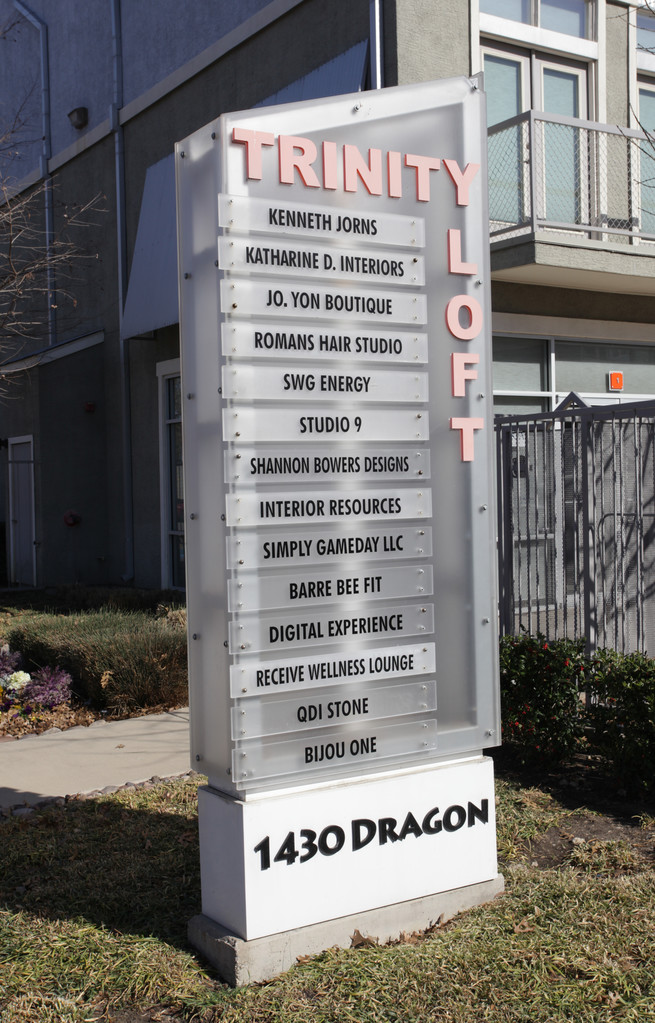 TRINITY
LOFT
KENNETH JORNS
KATHARINE D. INTERIORS
JO. YON BOUTIQUE
ROMANS HAIR STUDIO
SWG ENERGY
STUDIO 9
SHANNON BOWERS DESIGNS
INTERIOR RESOURCES
SIMPLY GAMEDAY LLC
BARRE BEE FIT
DIGITAL EXPERIENCE
RECEIVE WELLNESS LOUNGE
QDI STONE
BIJOU ONE
1430 DRAGON